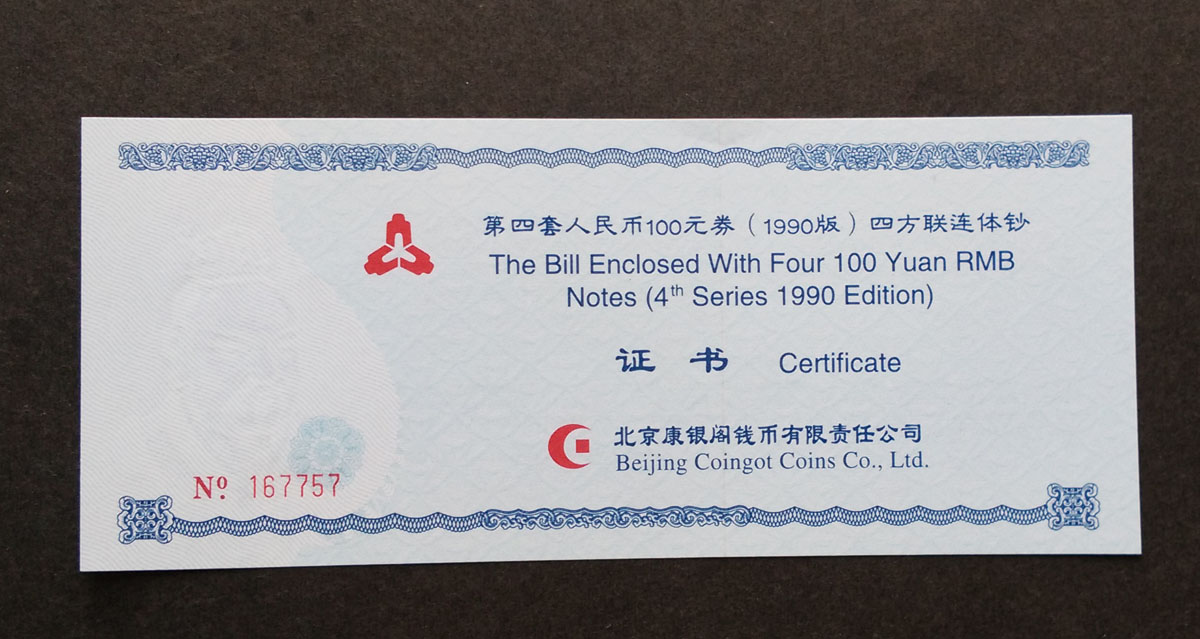 第四套人民币100元券（1990版）四方联连体钞
The Bill Enclosed With Four 100 Yuan RMB
Notes (4th Series 1990 Edition)
证书 Certificate
北京康银阁钱币有限责任公司
Beijing Coingot Coins Co., Ltd.
Nº 167757